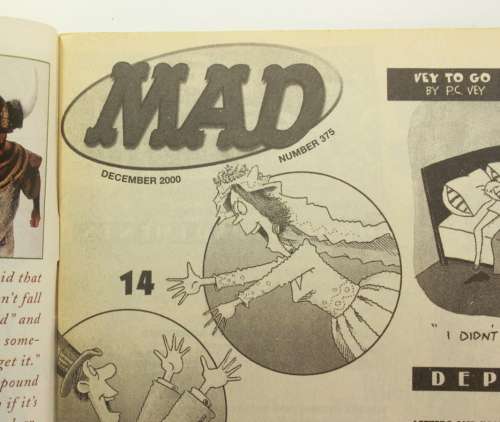 MAD
DECEMBER 2000
NUMBER 375
14
VEY TO GO
BY P.C. VEY
" I DIDN'T
D E P
id that
n't fall
d" and
some-
get it."
pound
if it's